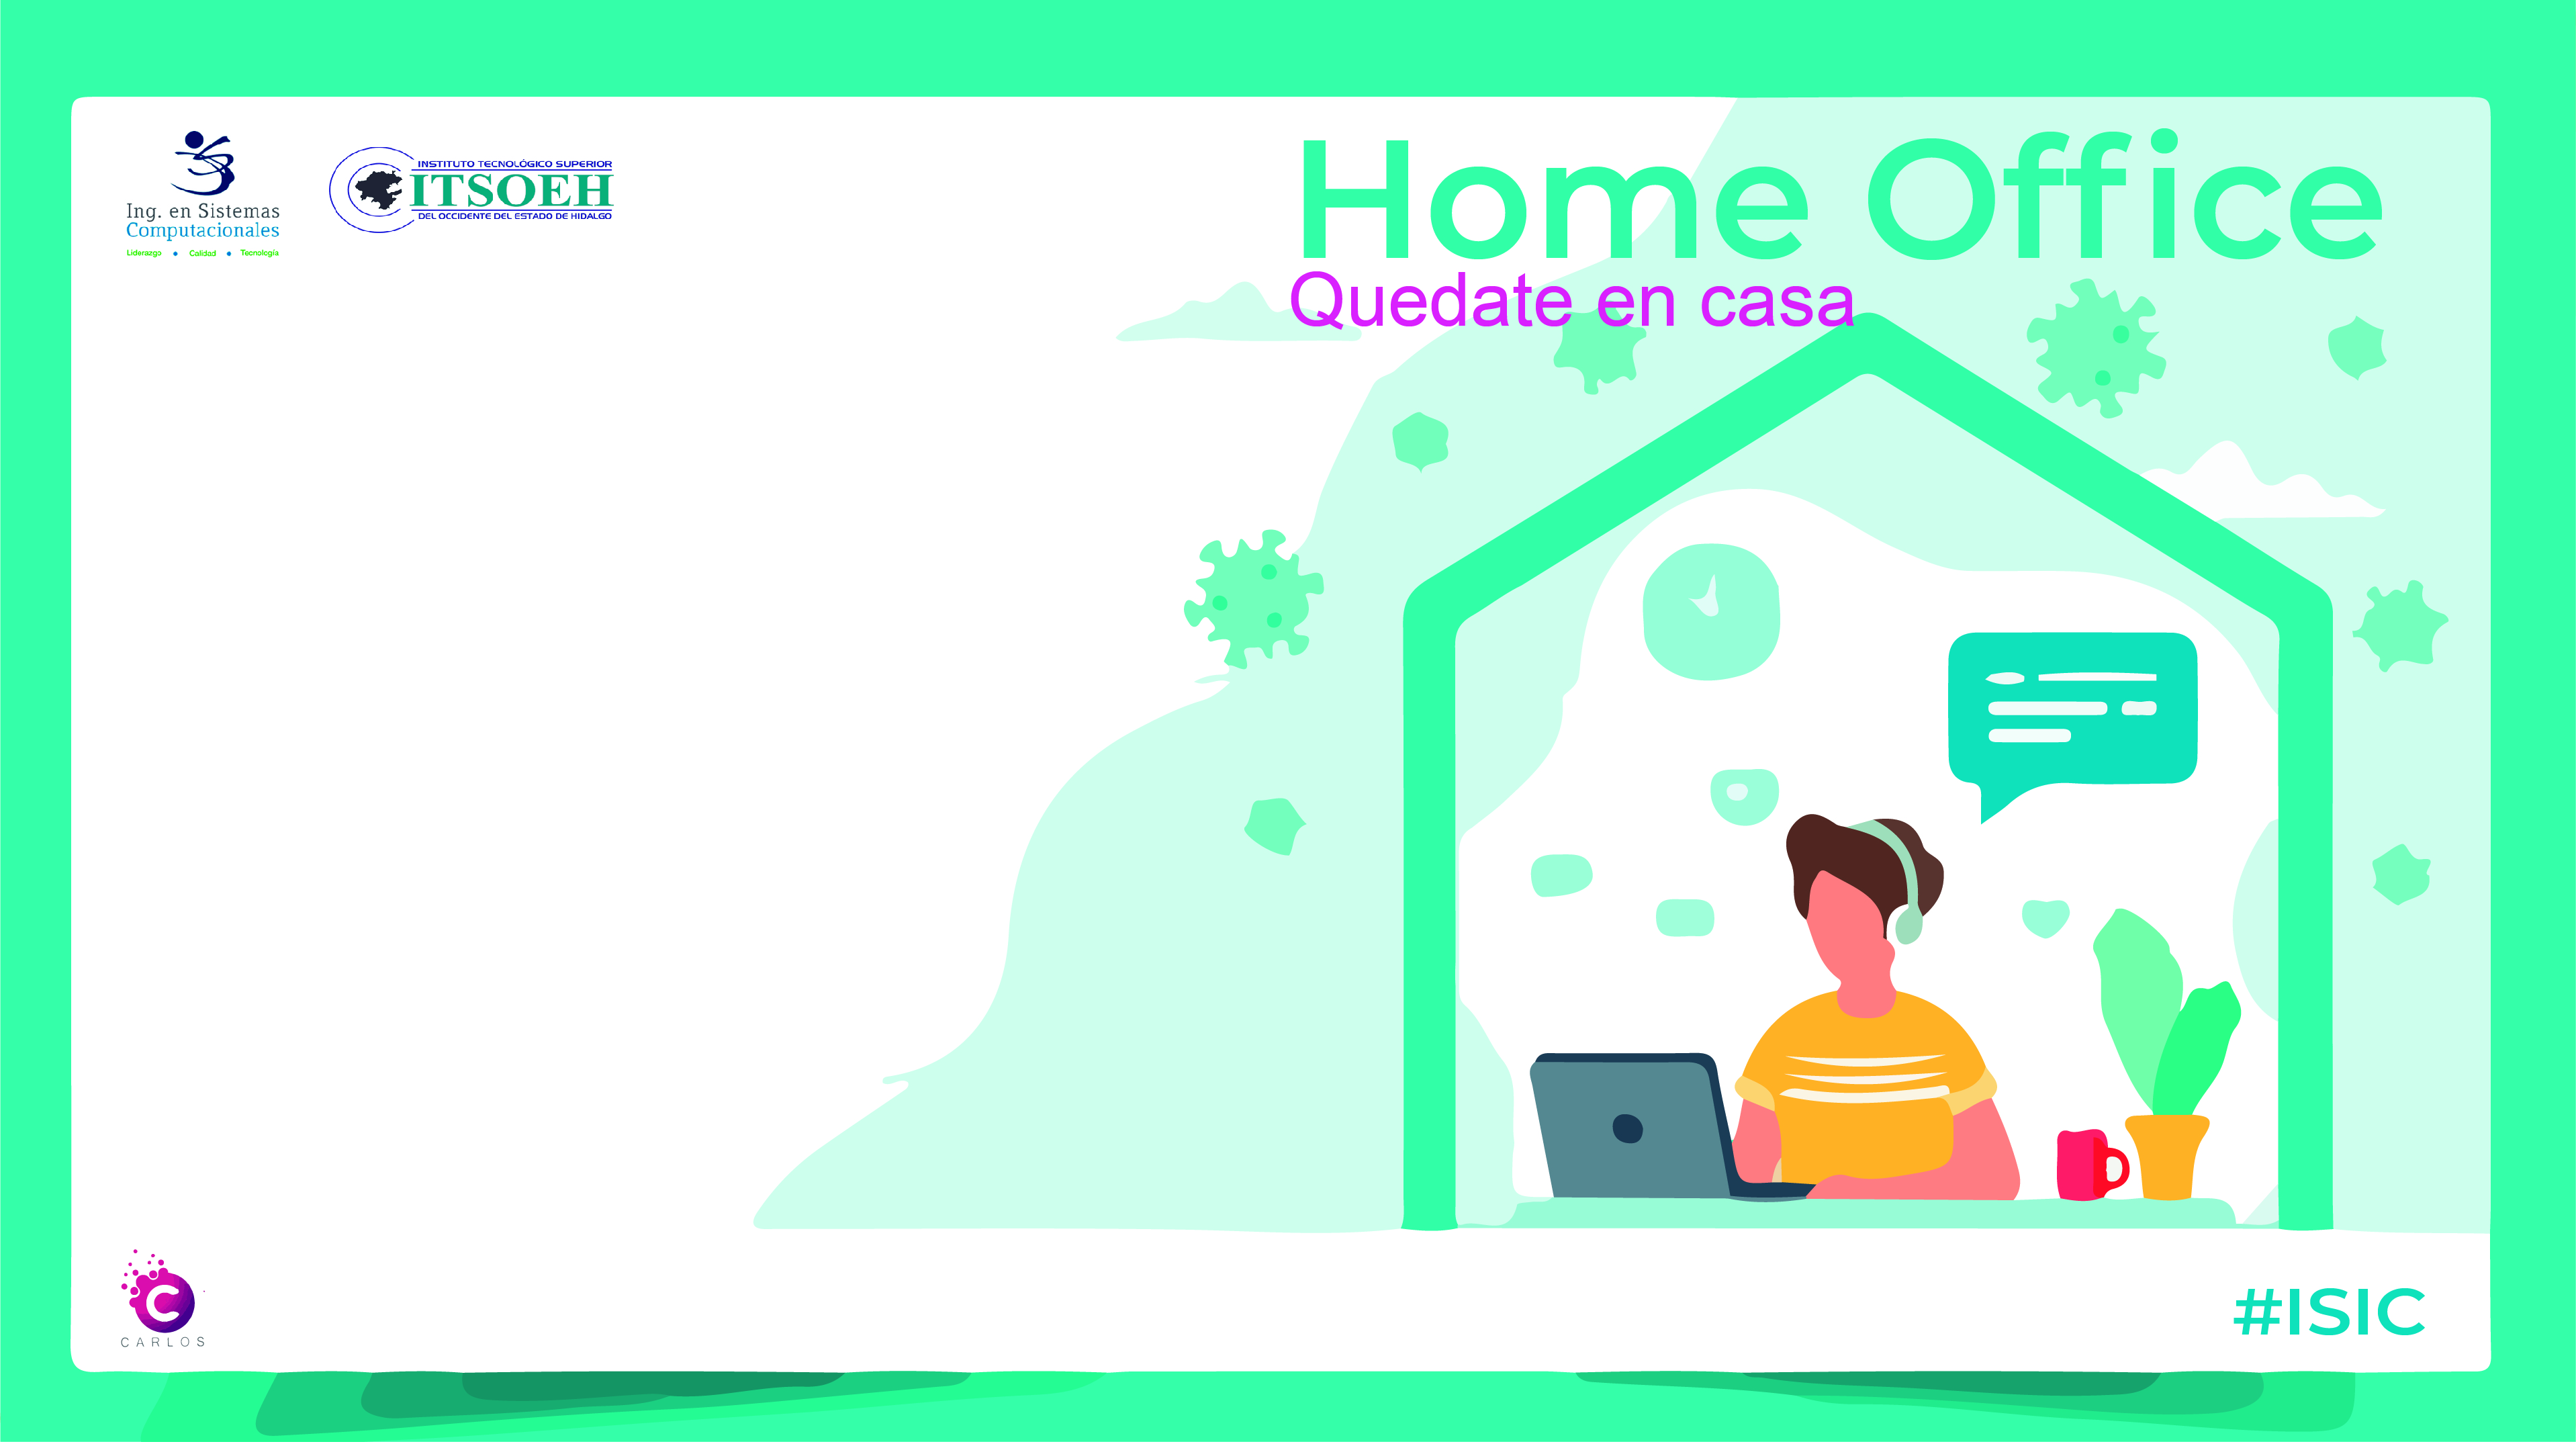 Ing. en Sistemas
Computacionales
Liderazgo • Calidad • Tecnología
INSTITUTO TECNOLÓGICO SUPERIOR
ITSOEH
DEL OCCIDENTE DEL ESTADO DE HIDALGO
Home Office
Quedate en casa
C
CARLOS
#ISIC